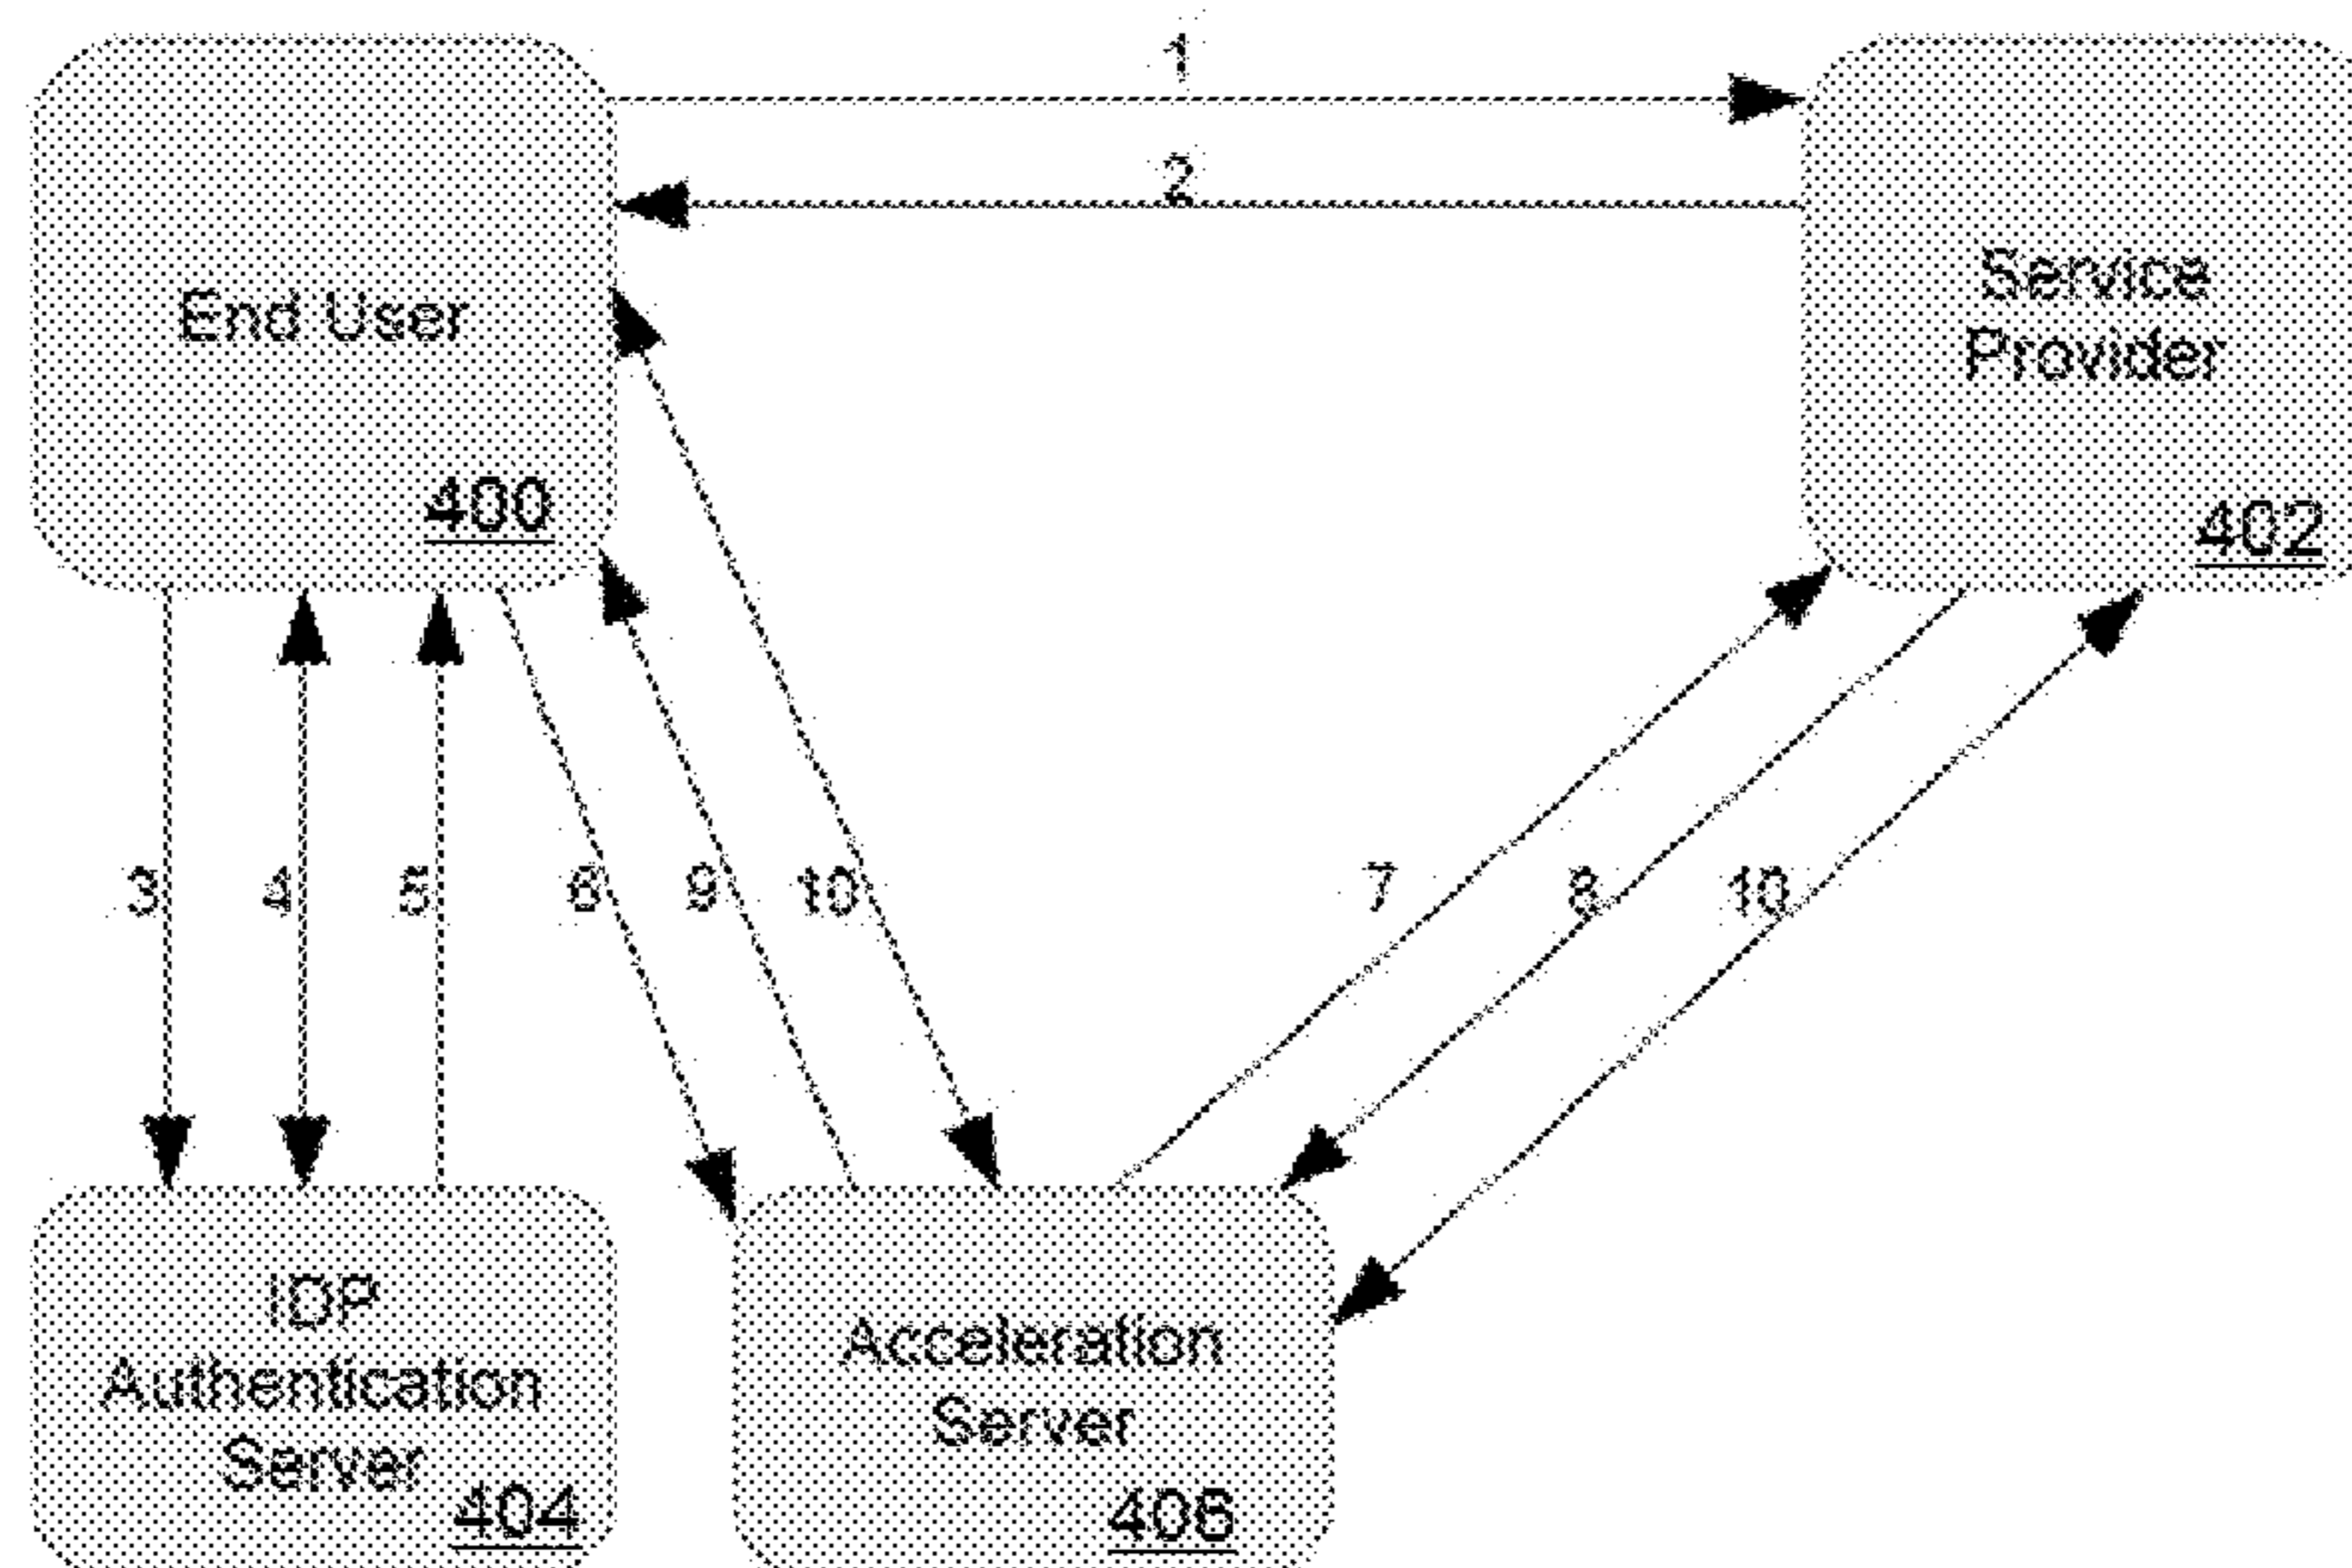 1
2
End User
400
Service
Provider
402
3
4
5
6
9
10
7
8
10
IDP
Authentication
Server
404
Acceleration
Server
406